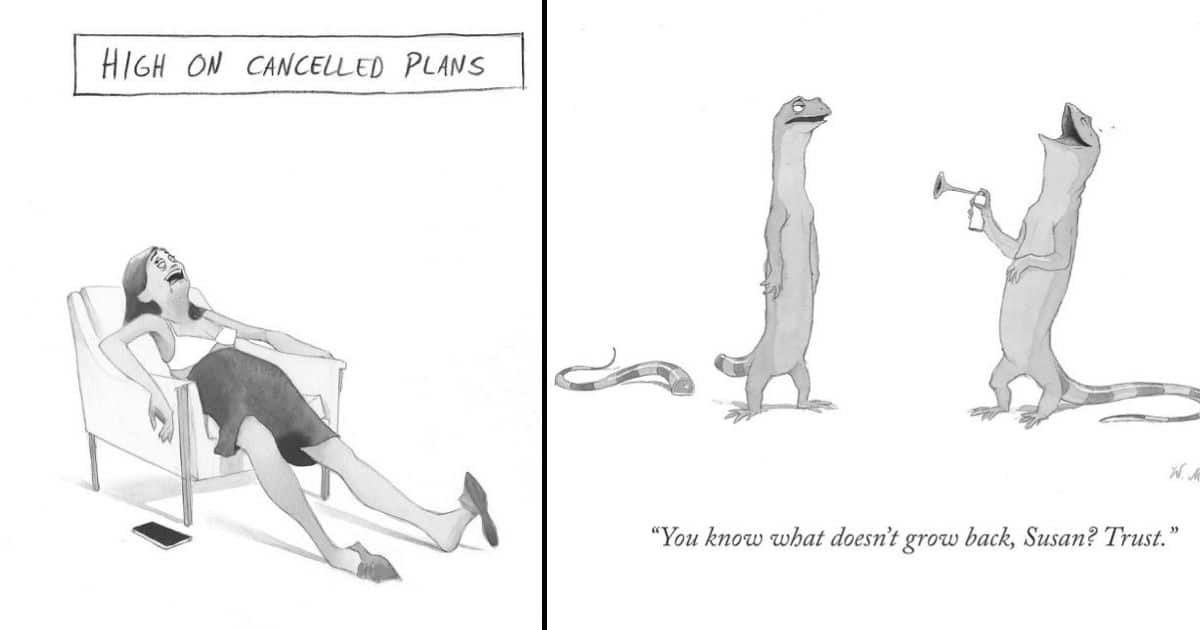 HIGH ON CANCELLED PLANS
W. M
“You know what doesn’t grow back, Susan? Trust.”